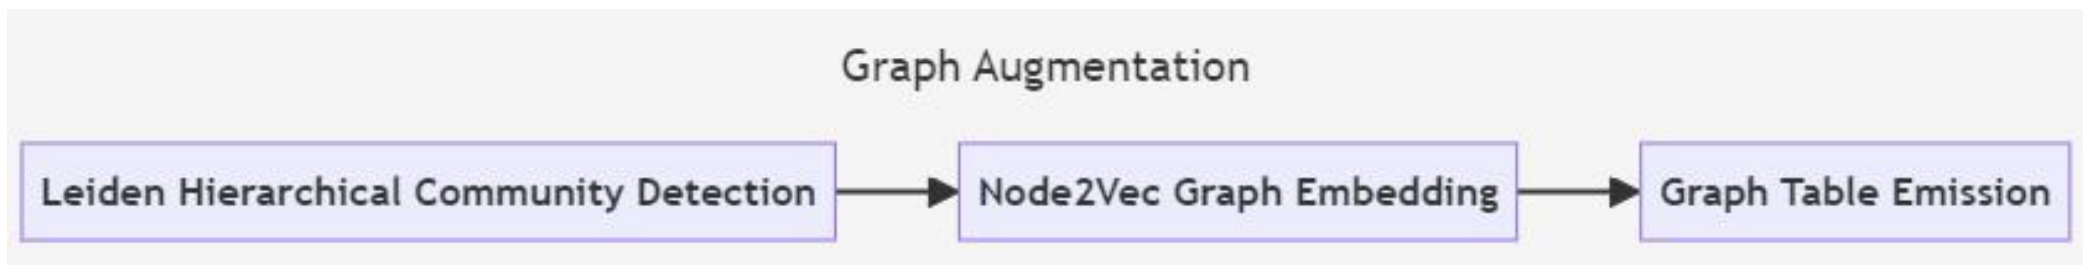 Graph Augmentation
Leiden Hierarchical Community Detection
Node2Vec Graph Embedding
Graph Table Emission